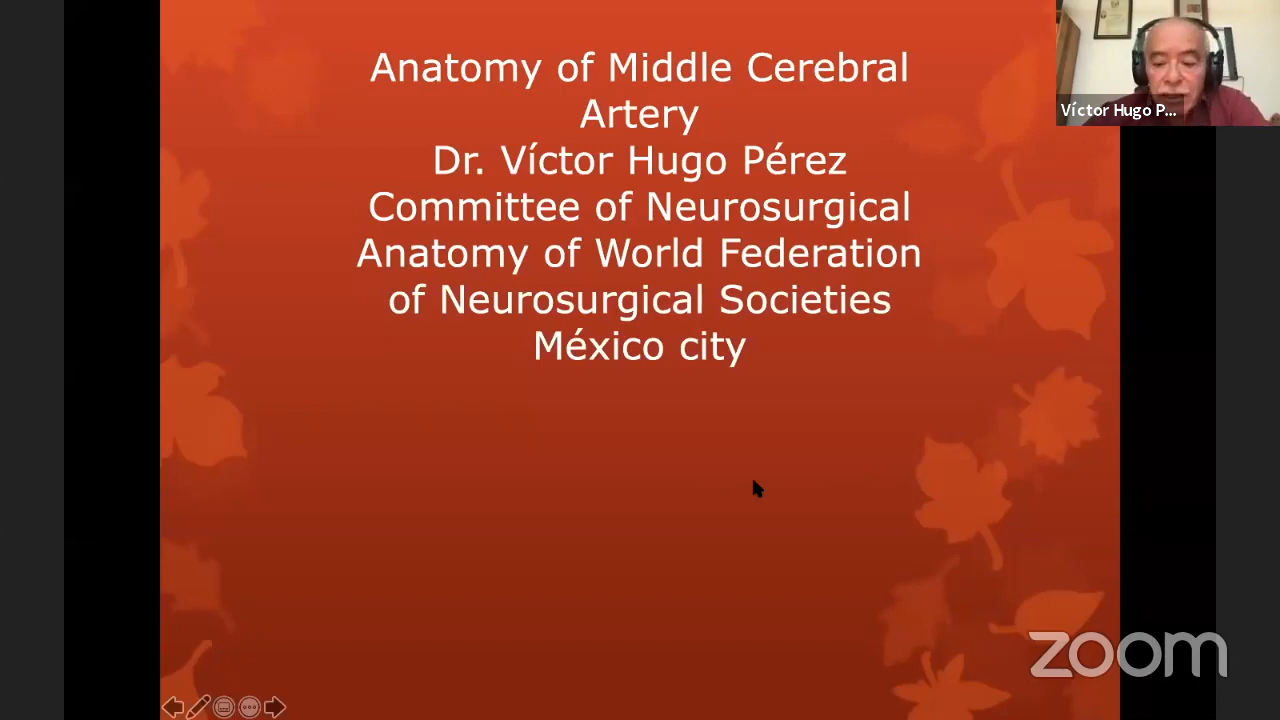 Anatomy of Middle Cerebral
Artery
Dr. Víctor Hugo Pérez
Committee of Neurosurgical
Anatomy of World Federation
of Neurosurgical Societies
México city
Víctor Hugo P...
zoom